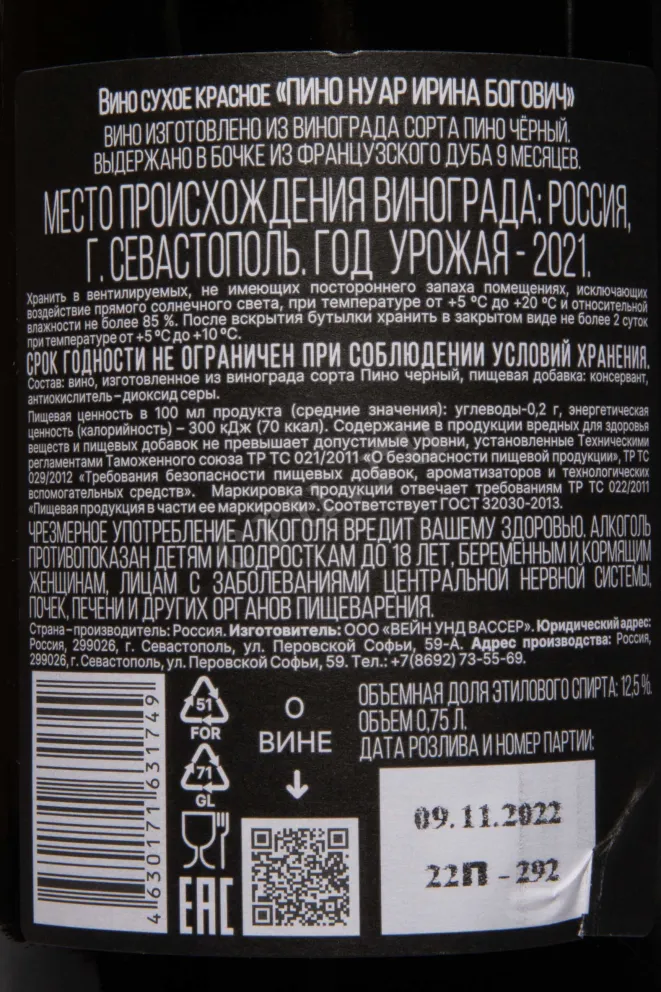 Вино сухое красное «ПИНО НУАР ИРИНА БОГОВИЧ»
ВИНО ИЗГОТОВЛЕНО ИЗ ВИНОГРАДА СОРТА ПИНО ЧЁРНЫЙ.
ВЫДЕРЖАНО В БОЧКЕ ИЗ ФРАНЦУЗСКОГО ДУБА 9 МЕСЯЦЕВ.
МЕСТО ПРОИСХОЖДЕНИЯ ВИНОГРАДА: РОССИЯ,
Г. СЕВАСТОПОЛЬ. ГОД УРОЖАЯ - 2021.
Хранить в вентилируемых, не имеющих постороннего запаха помещениях, исключающих
воздействие прямого солнечного света, при температуре от +5 °С до +20 °С и относительной
влажности не более 85 %. После вскрытия бутылки хранить в закрытом виде не более 2 суток
при температуре от +5 °С до +10 °С.
СРОК ГОДНОСТИ НЕ ОГРАНИЧЕН ПРИ СОБЛЮДЕНИИ УСЛОВИЙ ХРАНЕНИЯ.
Состав: вино, изготовленное из винограда сорта Пино черный, пищевая добавка: консервант,
антиокислитель – диоксид серы.
Пищевая ценность в 100 мл продукта (средние значения): углеводы-0,2 г, энергетическая
ценность (калорийность) – 300 кДж (70 ккал). Содержание в продукции вредных для здоровья
веществ и пищевых добавок не превышает допустимые уровни, установленные Техническими
регламентами Таможенного союза ТР ТС 021/2011 «О безопасности пищевой продукции», ТР ТС
029/2012 «Требования безопасности пищевых добавок, ароматизаторов и технологических
вспомогательных средств». Маркировка продукции отвечает требованиям ТР ТС 022/2011
«Пищевая продукция в части ее маркировки». Соответствует ГОСТ 32030-2013.
ЧРЕЗМЕРНОЕ УПОТРЕБЛЕНИЕ АЛКОГОЛЯ ВРЕДИТ ВАШЕМУ ЗДОРОВЬЮ. АЛКОГОЛЬ
ПРОТИВОПОКАЗАН ДЕТЯМ И ПОДРОСТКАМ ДО 18 ЛЕТ, БЕРЕМЕННЫМ И КОРМЯЩИМ
ЖЕНЩИНАМ, ЛИЦАМ С ЗАБОЛЕВАНИЯМИ ЦЕНТРАЛЬНОЙ НЕРВНОЙ СИСТЕМЫ,
ПОЧЕК, ПЕЧЕНИ И ДРУГИХ ОРГАНОВ ПИЩЕВАРЕНИЯ.
Страна – производитель: Россия. Изготовитель: ООО «ВЕЙН УНД ВАССЕР». Юридический адрес:
Россия, 299026, г. Севастополь, ул. Перовской Софьи, 59-А. Адрес производства: Россия,
299026, г. Севастополь, ул. Перовской Софьи, 59. Тел.: +7(8692) 73-55-69.
4 630171 631749
51
FOR
71
GL
EAC
О
ВИНЕ
ОБЪЕМНАЯ ДОЛЯ ЭТИЛОВОГО СПИРТА: 12,5 %.
ОБЪЕМ 0,75 Л.
ДАТА РОЗЛИВА И НОМЕР ПАРТИИ:
09.11.2022
22П - 292